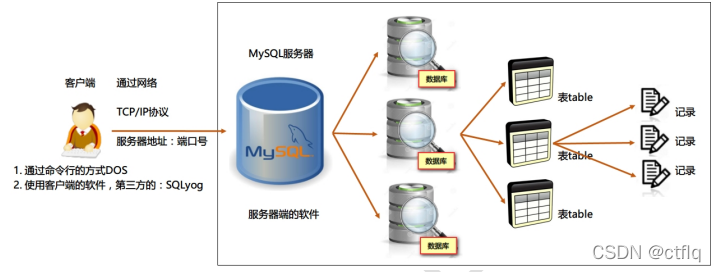 客户端
通过网络
TCP/IP协议
服务器地址：端口号
1. 通过命令行的方式DOS
2. 使用客户端的软件，第三方的：SQLyog
MySQL服务器
MySQL
服务器端的软件
数据库
数据库
数据库
表table
表table
表table
记录
记录
记录
CSDN @ctflq